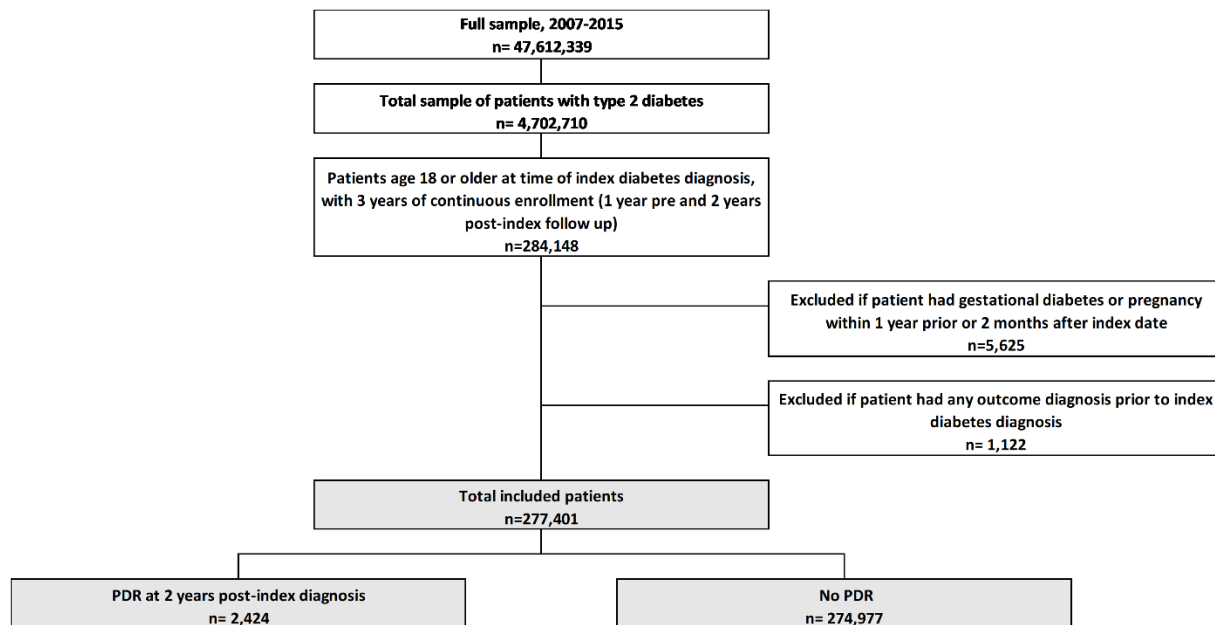 Full sample, 2007-2015
n= 47,612,339
Total sample of patients with type 2 diabetes
n= 4,702,710
Patients age 18 or older at time of index diabetes diagnosis,
with 3 years of continuous enrollment (1 year pre and 2 years
post-index follow up)
n=284,148
Excluded if patient had gestational diabetes or pregnancy
within 1 year prior or 2 months after index date
n=5,625
Excluded if patient had any outcome diagnosis prior to index
diabetes diagnosis
n= 1,122
Total included patients
n=277,401
PDR at 2 years post-index diagnosis
n= 2,424
No PDR
n= 274,977